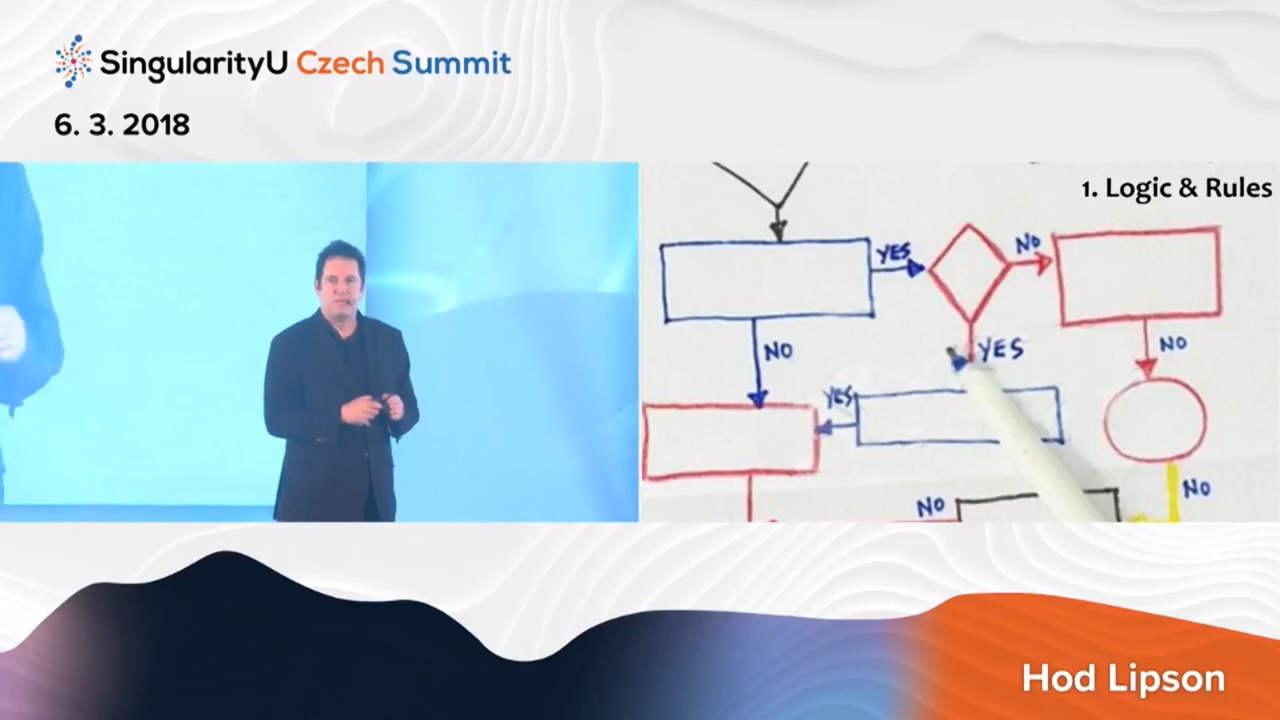 SingularityU Czech Summit
6. 3. 2018
1. Logic & Rules
YES
NO
NO
YES
NO
YES
NO
NO
Hod Lipson